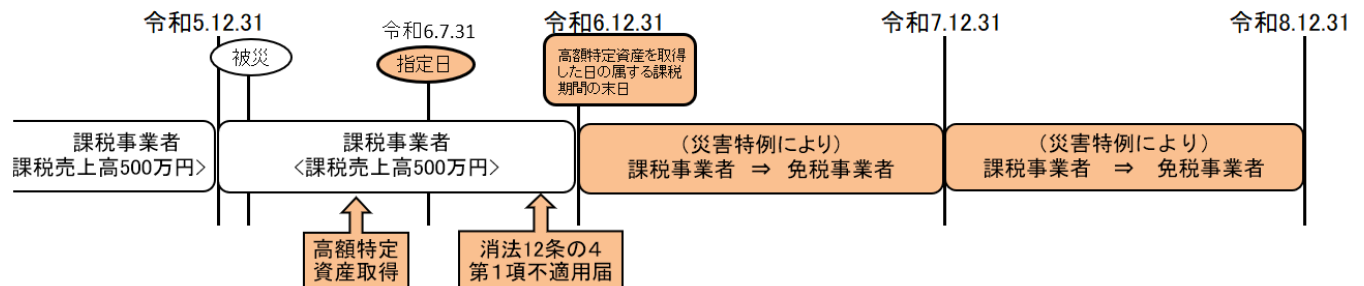 令和5.12.31
令和6.7.31
令和6.12.31
令和7.12.31
令和8.12.31
被災
指定日
高額特定資産を取得
した日の属する課税
期間の末日
課税事業者
課税売上高500万円>
課税事業者
<課税売上高500万円>
(災害特例により)
課税事業者 ⇒ 免税事業者
(災害特例により)
課税事業者 ⇒ 免税事業者
高額特定
資産取得
消法12条の4
第1項不適用届